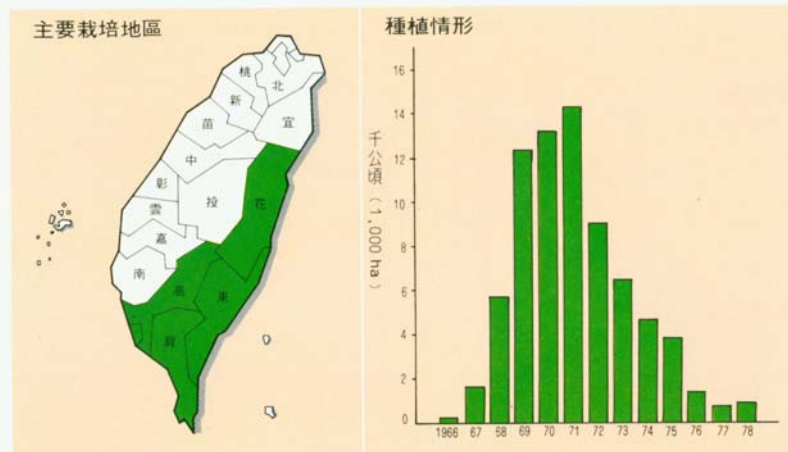 主要栽培地區
桃
北
新
宜
苗
中
彰
投
花
雲
嘉
南
高
東
屏
種植情形
千公頃 (1,000 ha)
16
14
12
10
8
6
4
2
0
1966 67 68 69 70 71 72 73 74 75 76 77 78